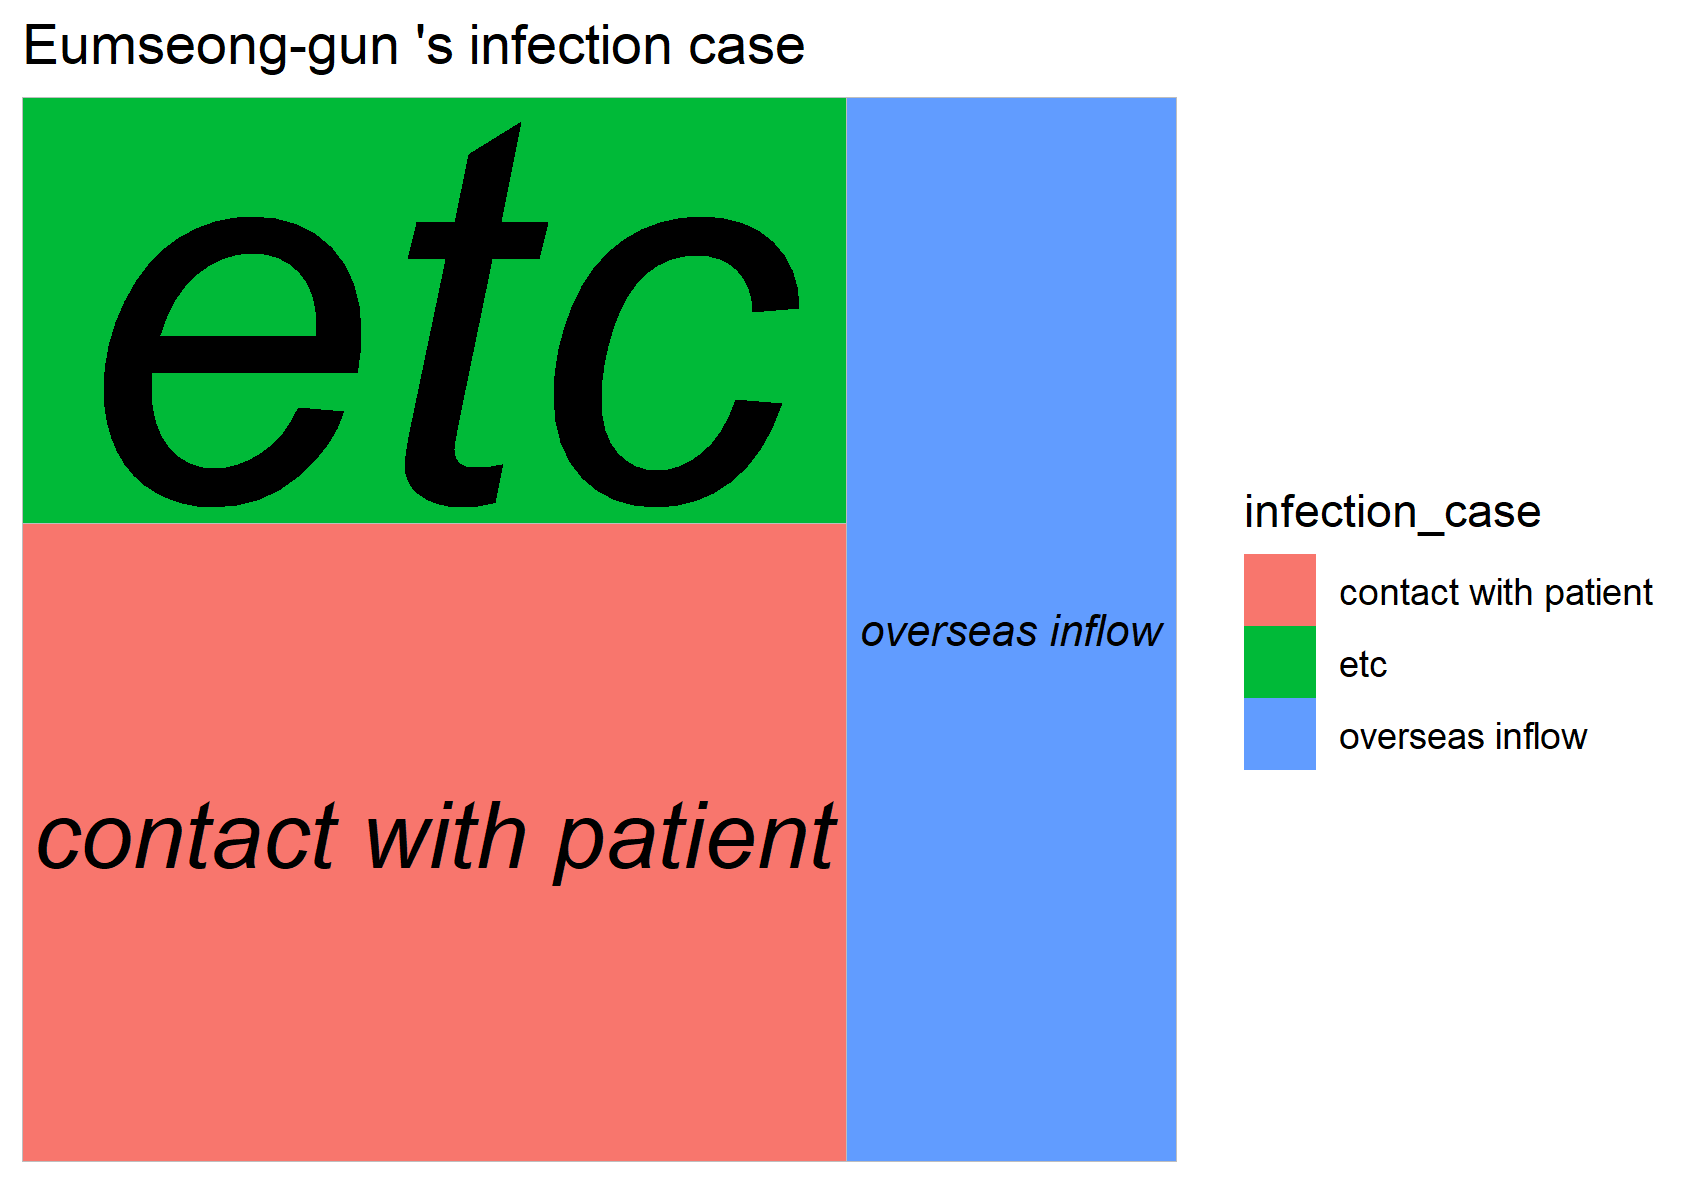 Eumseong-gun 's infection case
etc
overseas inflow
contact with patient
infection_case
contact with patient
etc
overseas inflow